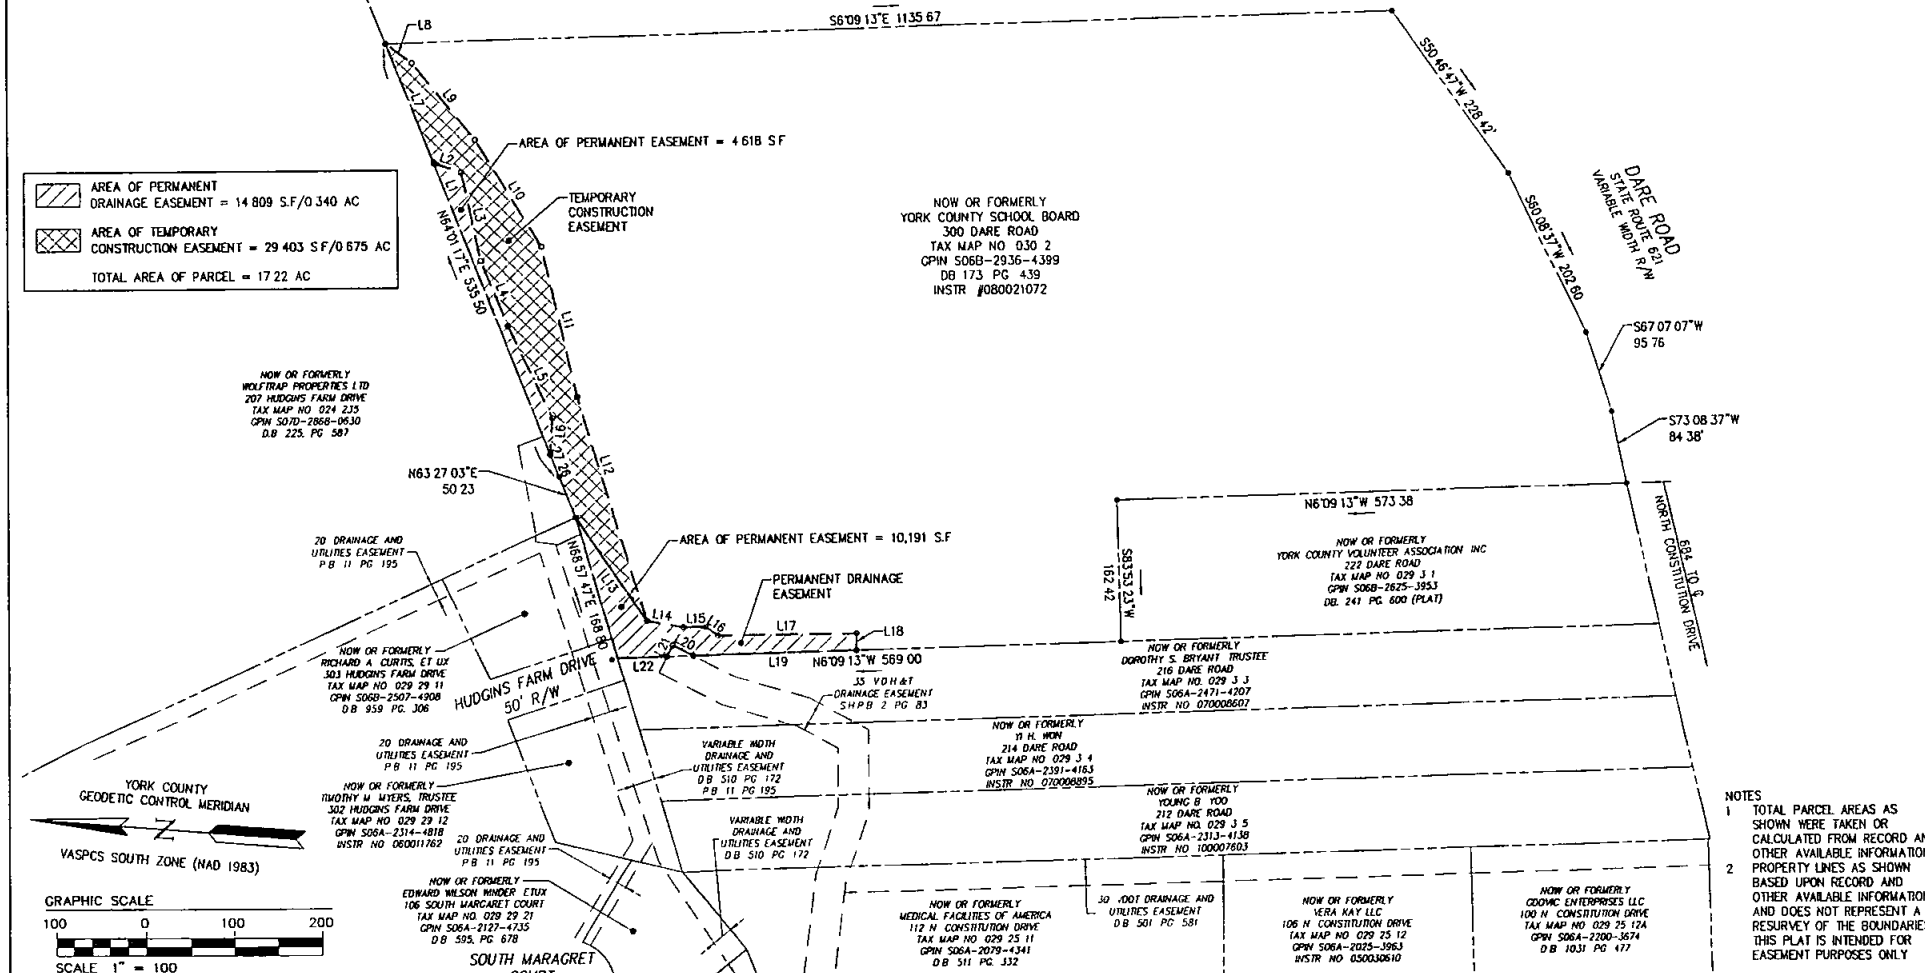 L8
S6°09 13"E 1135 67
L9
L7
AREA OF PERMANENT EASEMENT = 4 618 S F
L2
L1
L10
L3
TEMPORARY
CONSTRUCTION
EASEMENT
AREA OF PERMANENT
DRAINAGE EASEMENT = 14 809 S.F/0 340 AC
AREA OF TEMPORARY
CONSTRUCTION EASEMENT = 29 403 S F/0 675 AC
TOTAL AREA OF PARCEL = 17 22 AC
N64°01 17"E 535 50
L4
L11
L5
L6
27 26
L12
NOW OR FORMERLY
YORK COUNTY SCHOOL BOARD
300 DARE ROAD
TAX MAP NO 030 2
GPIN S06B-2936-4399
DB 173 PG 439
INSTR #080021072
S50 46'47"W 228 42'
DARE ROAD
STATE ROUTE 621
VARIABLE WIDTH R/W
S60 08'37"W 202 60
S67 07 07"W
95 76
S73 08 37"W
84 38'
NOW OR FORMERLY
WOLFTRAP PROPERTIES LTD
207 HUDGINS FARM DRIVE
TAX MAP NO 024 235
GPIN S07D-2868-0630
D.B 225, PG 587
N63 27 03"E
50 23
20 DRAINAGE AND
UTILITIES EASEMENT
P B 11 PG 195
N68 57 47"E 168 80
L13
AREA OF PERMANENT EASEMENT = 10,191 S.F
PERMANENT DRAINAGE
EASEMENT
L14
L15
L16
L17
L18
L19
L20
L21
L22
N6°09 13"W 569 00
35 VDH&T
DRAINAGE EASEMENT
SHPB 2 PG 83
N6°09 13"W 573 38
S83°53 23"W
162 42
NOW OR FORMERLY
YORK COUNTY VOLUNTEER ASSOCIATION INC
222 DARE ROAD
TAX MAP NO 029 3 1
GPIN S06B-2625-3953
DB. 241 PG 600 (PLAT)
684 TO ℄
NORTH CONSTITUTION DRIVE
NOW OR FORMERLY
RICHARD A CURTIS, ET UX
303 HUDGINS FARM DRIVE
TAX MAP NO 029 29 11
GPIN S06B-2507-4908
D B 959 PG. 306
HUDGINS FARM DRIVE
50' R/W
NOW OR FORMERLY
DOROTHY S. BRYANT TRUSTEE
216 DARE ROAD
TAX MAP NO. 029 3 3
GPIN S06A-2471-4207
INSTR NO 070008607
20 DRAINAGE AND
UTILITIES EASEMENT
P B 11 PG 195
VARIABLE WIDTH
DRAINAGE AND
UTILITIES EASEMENT
D B 510 PG 172
P B 11 PG 195
NOW OR FORMERLY
YI H. WON
214 DARE ROAD
TAX MAP NO 029 3 4
GPIN S06A-2391-4163
INSTR NO 070008895
YORK COUNTY
GEODETIC CONTROL MERIDIAN
N
VASPCS SOUTH ZONE (NAD 1983)
NOW OR FORMERLY
TIMOTHY M MYERS, TRUSTEE
302 HUDGINS FARM DRIVE
TAX MAP NO 029 29 12
GPIN S06A-2314-4818
INSTR NO 060011762
20 DRAINAGE AND
UTILITIES EASEMENT
P B 11 PG 195
VARIABLE WIDTH
DRAINAGE AND
UTILITIES EASEMENT
D B 510 PG 172
NOW OR FORMERLY
YOUNG B YOO
212 DARE ROAD
TAX MAP NO. 029 3 5
GPIN S06A-2313-4138
INSTR NO 100007603
NOTES
1 TOTAL PARCEL AREAS AS
SHOWN WERE TAKEN OR
CALCULATED FROM RECORD AN
OTHER AVAILABLE INFORMATION
2 PROPERTY LINES AS SHOWN
BASED UPON RECORD AND
OTHER AVAILABLE INFORMATION
AND DOES NOT REPRESENT A
RESURVEY OF THE BOUNDARIES
THIS PLAT IS INTENDED FOR
EASEMENT PURPOSES ONLY
GRAPHIC SCALE
100 0 100 200
SCALE 1" = 100
NOW OR FORMERLY
EDWARD WILSON WINDER ETUX
106 SOUTH MARGARET COURT
TAX MAP NO. 029 29 21
GPIN S06A-2127-4735
D B 595, PG 678
SOUTH MARAGRET
NOW OR FORMERLY
MEDICAL FACILITIES OF AMERICA
112 N CONSTITUTION DRIVE
TAX MAP NO 029 25 11
GPIN S06A-2079-4341
D B 511 PG. 332
30 FOOT DRAINAGE AND
UTILITIES EASEMENT
D B 501 PG 581
NOW OR FORMERLY
VERA KAY LLC
106 N CONSTITUTION DRIVE
TAX MAP NO 029 25 12
GPIN S06A-2025-3963
INSTR NO 050030610
NOW OR FORMERLY
GOOVIC ENTERPRISES LLC
100 N CONSTITUTION DRIVE
TAX MAP NO 029 25 12A
GPIN S06A-2200-3674
D B 1031 PG 477